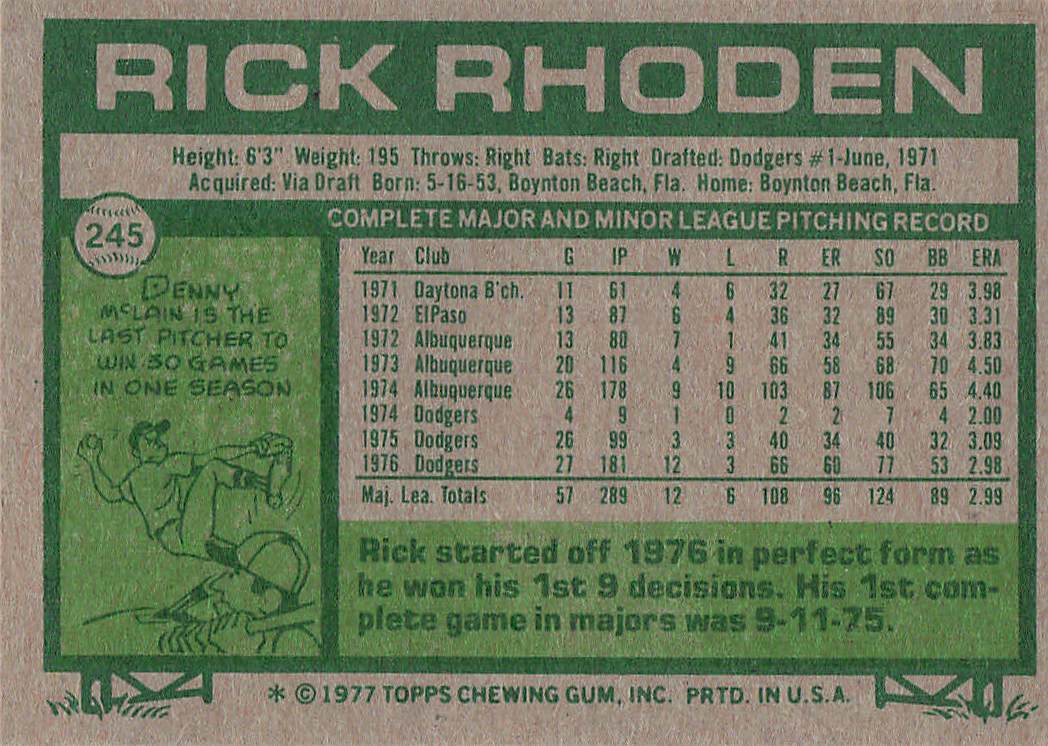 RICK RHODEN
Height: 6'3" Weight: 195 Throws: Right Bats: Right Drafted: Dodgers #1-June, 1971
Acquired: Via Draft Born: 5-16-53, Boynton Beach, Fla. Home: Boynton Beach, Fla.
245
DENNY
McLAIN IS THE
LAST PITCHER TO
WIN 30 GAMES
IN ONE SEASON
COMPLETE MAJOR AND MINOR LEAGUE PITCHING RECORD
Year Club G IP W L R ER SO BB ERA
1971 Daytona B'ch. 11 61 4 6 32 27 67 29 3.98
1972 ElPaso 13 87 6 4 36 32 89 30 3.31
1972 Albuquerque 13 80 7 1 41 34 55 34 3.83
1973 Albuquerque 20 116 4 9 66 58 68 70 4.50
1974 Albuquerque 26 178 9 10 103 87 106 65 4.40
1974 Dodgers 4 9 1 0 2 2 7 4 2.00
1975 Dodgers 26 99 3 3 40 34 40 32 3.09
1976 Dodgers 27 181 12 3 66 60 77 53 2.98
Maj. Lea. Totals 57 289 12 6 108 96 124 89 2.99
Rick started off 1976 in perfect form as
he won his 1st 9 decisions. His 1st com-
plete game in majors was 9-11-75.
* © 1977 TOPPS CHEWING GUM, INC. PRTD. IN U.S.A.